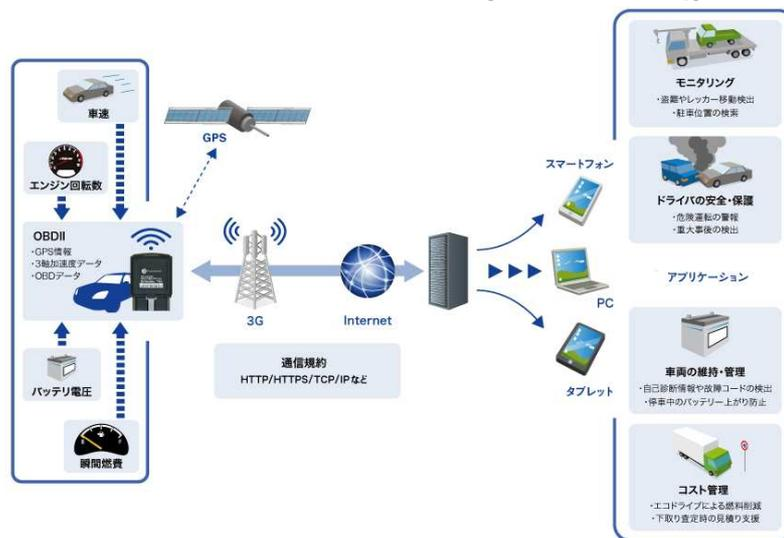 車速
エンジン回転数
OBDII
・GPS情報
・3軸加速度データ
・OBDデータ
バッテリ電圧
瞬間燃費
GPS
3G
Internet
通信規約
HTTP/HTTPS/TCP/IPなど
スマートフォン
PC
タブレット
モニタリング
・盗難やレッカー移動検出
・駐車位置の検索
ドライバの安全・保護
・危険運転の警報
・重大事後の検出
アプリケーション
車両の維持・管理
・自己診断情報や故障コードの検出
・停車中のバッテリー上がり防止
コスト管理
・エコドライブによる燃料削減
・下取り査定時の見積り支援